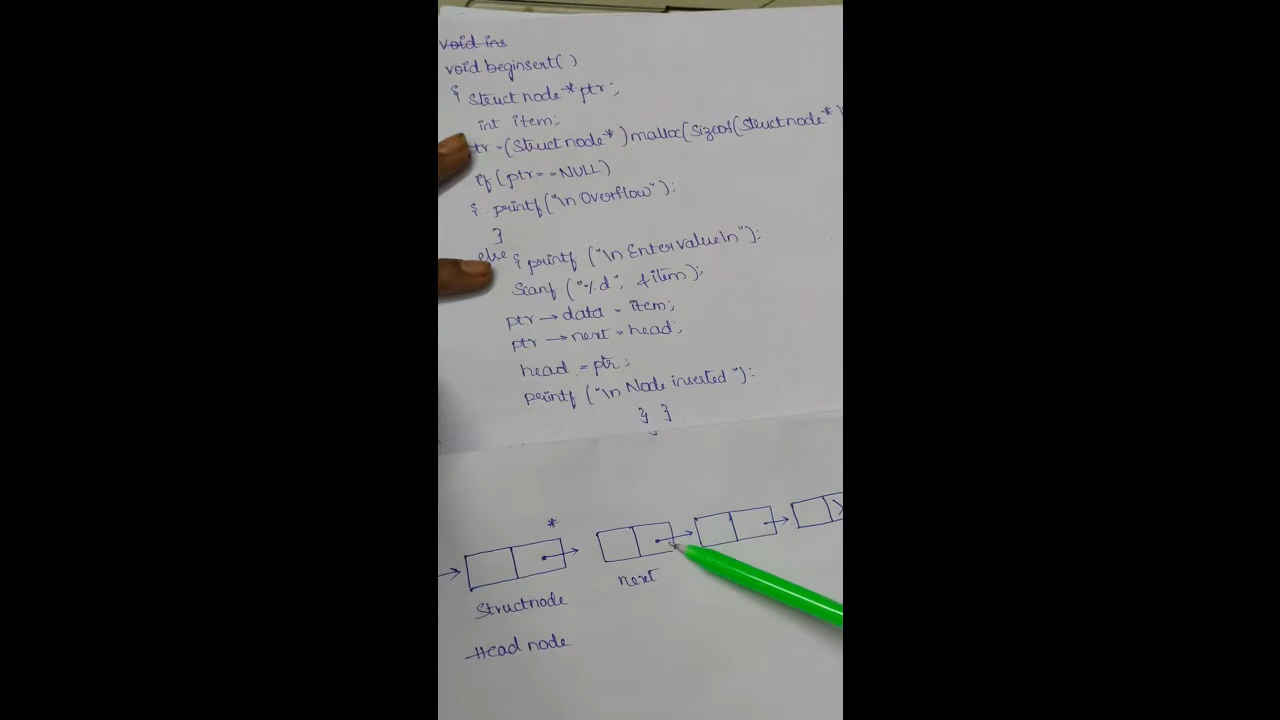 void ins
void beginsert( )
{ Struct node * ptr;
int item;
ptr = (Struct node*) malloc(Sizeof(Struct node*)
if (ptr == NULL)
{ printf("\n Overflow");
}
else { printf ("\n Enter value\n");
Scanf ("%d", &item);
ptr → data = item;
ptr → next = head;
head = ptr;
printf ("\n Node inserted");
} }
*
next
Struct node
Head node